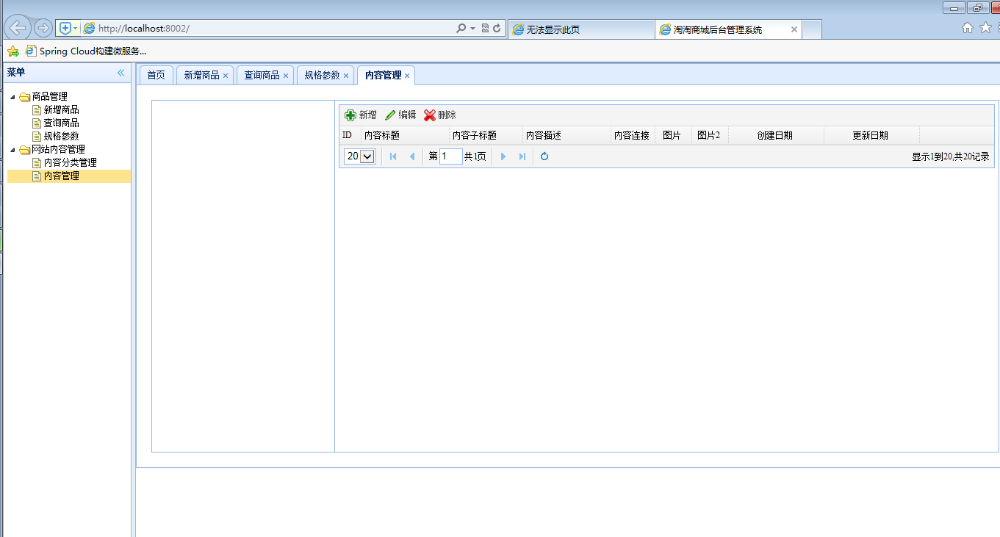 http://localhost:8002/
无法显示此页
淘淘商城后台管理系统
Spring Cloud构建微服务...
菜单
首页 新增商品 查询商品 规格参数 内容管理
商品管理
新增商品
查询商品
规格参数
网站内容管理
内容分类管理
内容管理
新增 编辑 删除
ID 内容标题 内容子标题 内容描述 内容连接 图片 图片2 创建日期 更新日期
20 第 1 共1页 显示1到20,共20记录